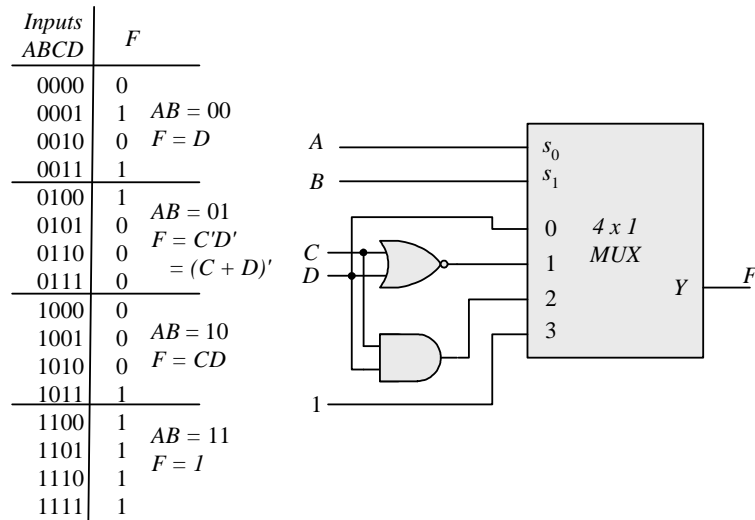 Inputs
ABCD F
0000 0
0001 1 AB = 00
0010 0 F = D
0011 1
0100 1
0101 0 AB = 01
0110 0 F = C'D'
0111 0 = (C + D)'
1000 0
1001 0 AB = 10
1010 0 F = CD
1011 1
1100 1
1101 1 AB = 11
1110 1 F = 1
1111 1
A s0
B s1
0 4 x 1
C
D 1 MUX
2 Y F
3
1